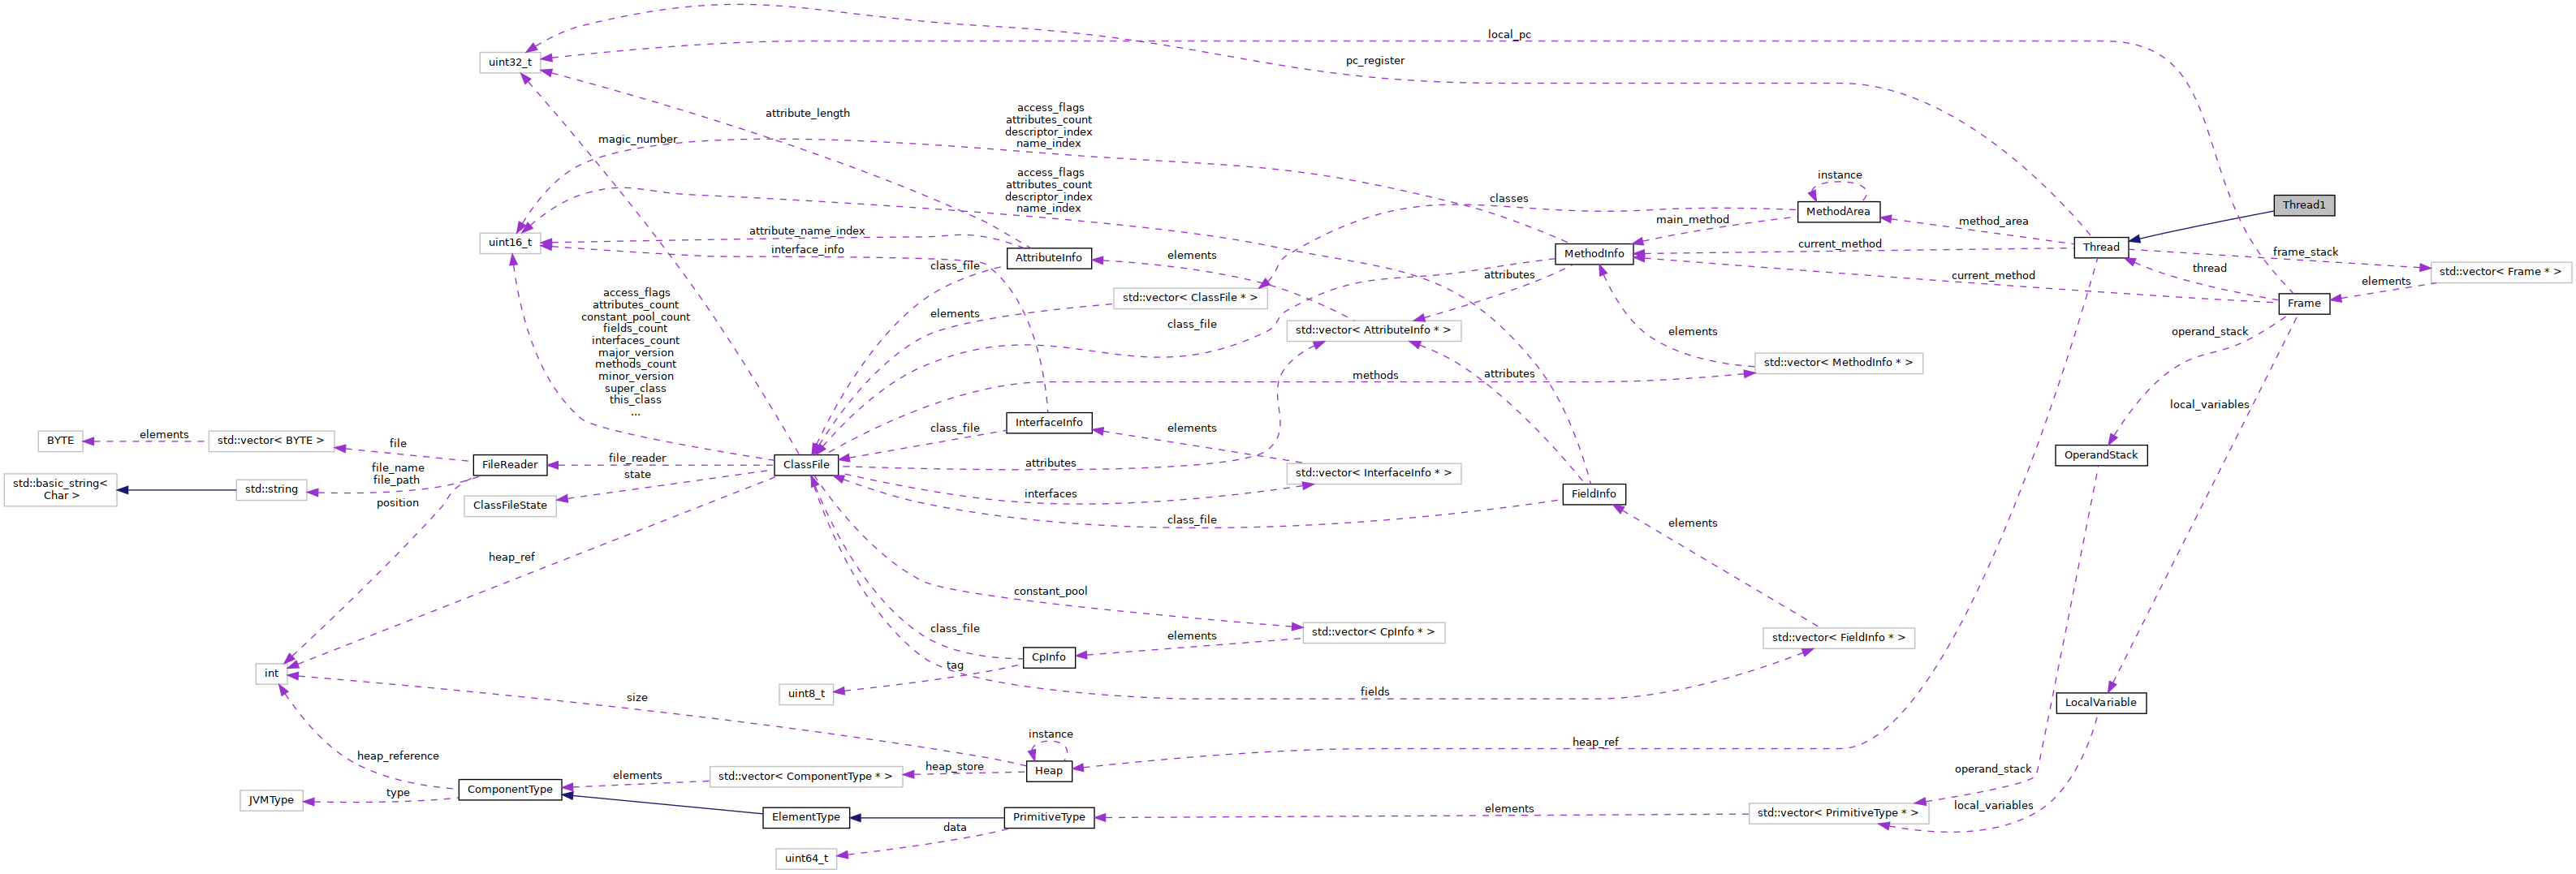 local_pc
pc_register
uint32_t
attribute_length
access_flags
attributes_count
descriptor_index
name_index
magic_number
access_flags
attributes_count
descriptor_index
name_index
instance
classes
MethodArea
main_method
method_area
Thread1
attribute_name_index
interface_info
uint16_t
AttributeInfo
elements
class_file
MethodInfo
current_method
Thread
frame_stack
thread
std::vector< Frame * >
elements
attributes
current_method
std::vector< ClassFile * >
Frame
access_flags
attributes_count
constant_pool_count
fields_count
interfaces_count
major_version
methods_count
minor_version
super_class
this_class
...
elements
class_file
std::vector< AttributeInfo * >
elements
operand_stack
std::vector< MethodInfo * >
methods
attributes
local_variables
InterfaceInfo
class_file
elements
BYTE
elements
std::vector< BYTE >
file
OperandStack
FileReader
file_reader
ClassFile
attributes
std::vector< InterfaceInfo * >
file_name
file_path
state
std::basic_string<
Char >
std::string
position
ClassFileState
interfaces
FieldInfo
class_file
elements
heap_ref
constant_pool
class_file
elements
std::vector< CpInfo * >
std::vector< FieldInfo * >
CpInfo
tag
int
uint8_t
fields
size
LocalVariable
instance
heap_ref
heap_reference
heap_store
Heap
elements
std::vector< ComponentType * >
operand_stack
ComponentType
JVMType
type
local_variables
elements
ElementType
PrimitiveType
std::vector< PrimitiveType * >
data
uint64_t